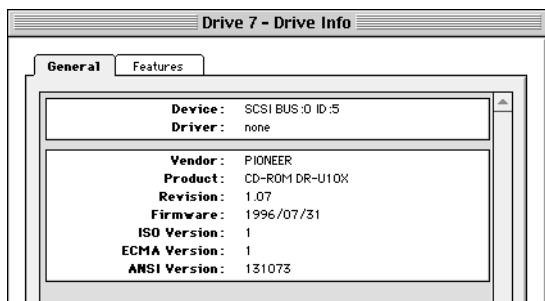 Drive 7 - Drive Info
General Features
Device: SCSI BUS:0 ID:5
Driver: none
Vendor: PIONEER
Product: CD-ROM DR-U10X
Revision: 1.07
Firmware: 1996/07/31
ISO Version: 1
ECMA Version: 1
ANSI Version: 131073